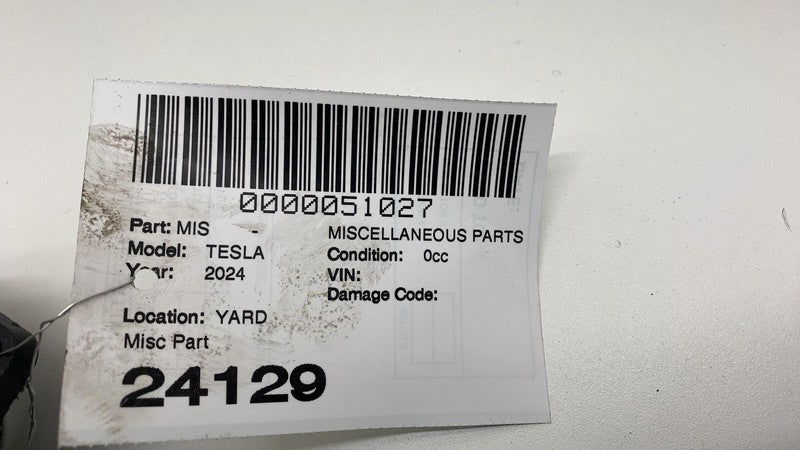 0000051027
Part: MIS - MISCELLANEOUS PARTS
Model: TESLA Condition: 0cc
Year: 2024 VIN:
Damage Code:
Location: YARD
Misc Part
24129